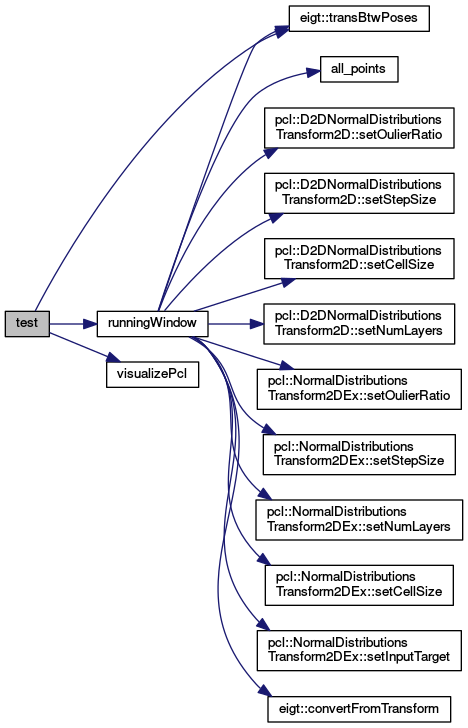 eigt::transBtwPoses
all_points
pcl::D2DNormalDistributions
Transform2D::setOulierRatio
pcl::D2DNormalDistributions
Transform2D::setStepSize
pcl::D2DNormalDistributions
Transform2D::setCellSize
test
runningWindow
pcl::D2DNormalDistributions
Transform2D::setNumLayers
visualizePcl
pcl::NormalDistributions
Transform2DEx::setOulierRatio
pcl::NormalDistributions
Transform2DEx::setStepSize
pcl::NormalDistributions
Transform2DEx::setNumLayers
pcl::NormalDistributions
Transform2DEx::setCellSize
pcl::NormalDistributions
Transform2DEx::setInputTarget
eigt::convertFromTransform